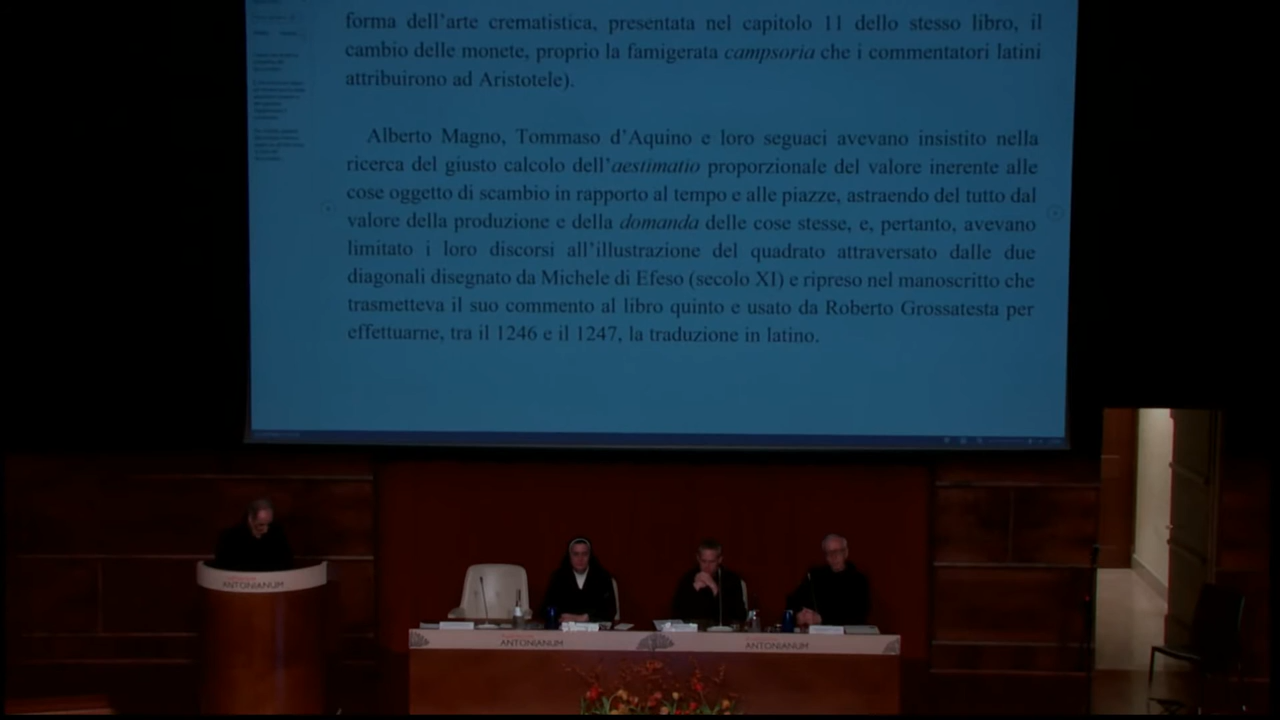 forma dell'arte crematistica, presentata nel capitolo 11 dello stesso libro, il
cambio delle monete, proprio la famigerata campsoria che i commentatori latini
attribuirono ad Aristotele).
Alberto Magno, Tommaso d'Aquino e loro seguaci avevano insistito nella
ricerca del giusto calcolo dell'aestimatio proporzionale del valore inerente alle
cose oggetto di scambio in rapporto al tempo e alle piazze, astraendo del tutto dal
valore della produzione e della domanda delle cose stesse, e, pertanto, avevano
limitato i loro discorsi all'illustrazione del quadrato attraversato dalle due
diagonali disegnato da Michele di Efeso (secolo XI) e ripreso nel manoscritto che
trasmetteva il suo commento al libro quinto e usato da Roberto Grossatesta per
effettuarne, tra il 1246 e il 1247, la traduzione in latino.
ANTONIANUM
ANTONIANUM
ANTONIANUM